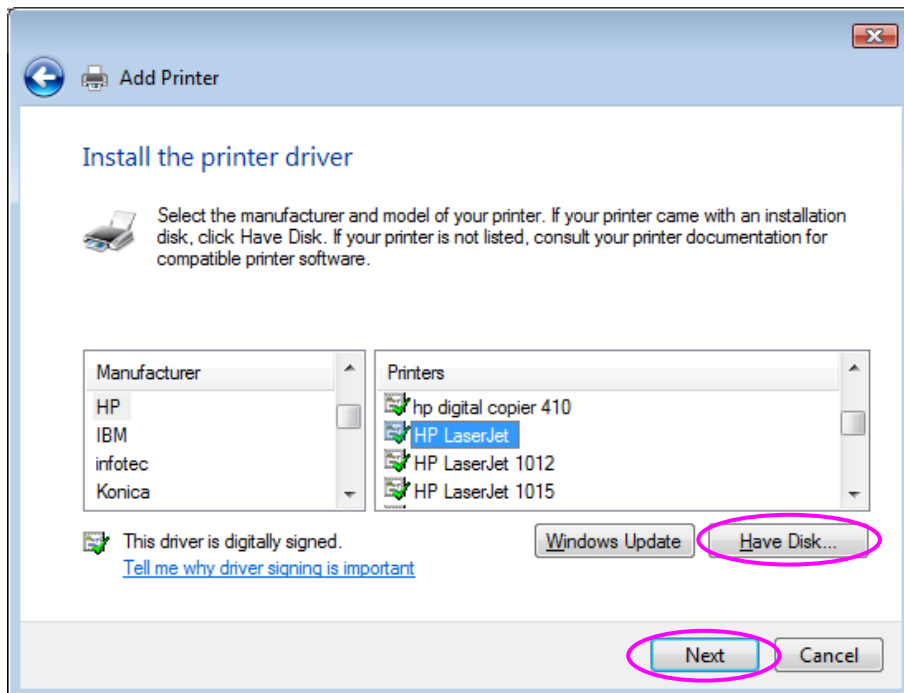 Add Printer
Install the printer driver
Select the manufacturer and model of your printer. If your printer came with an installation
disk, click Have Disk. If your printer is not listed, consult your printer documentation for
compatible printer software.
Manufacturer
HP
IBM
infotec
Konica
Printers
hp digital copier 410
HP LaserJet
HP LaserJet 1012
HP LaserJet 1015
This driver is digitally signed.
Tell me why driver signing is important
Windows Update
Have Disk...
Next
Cancel